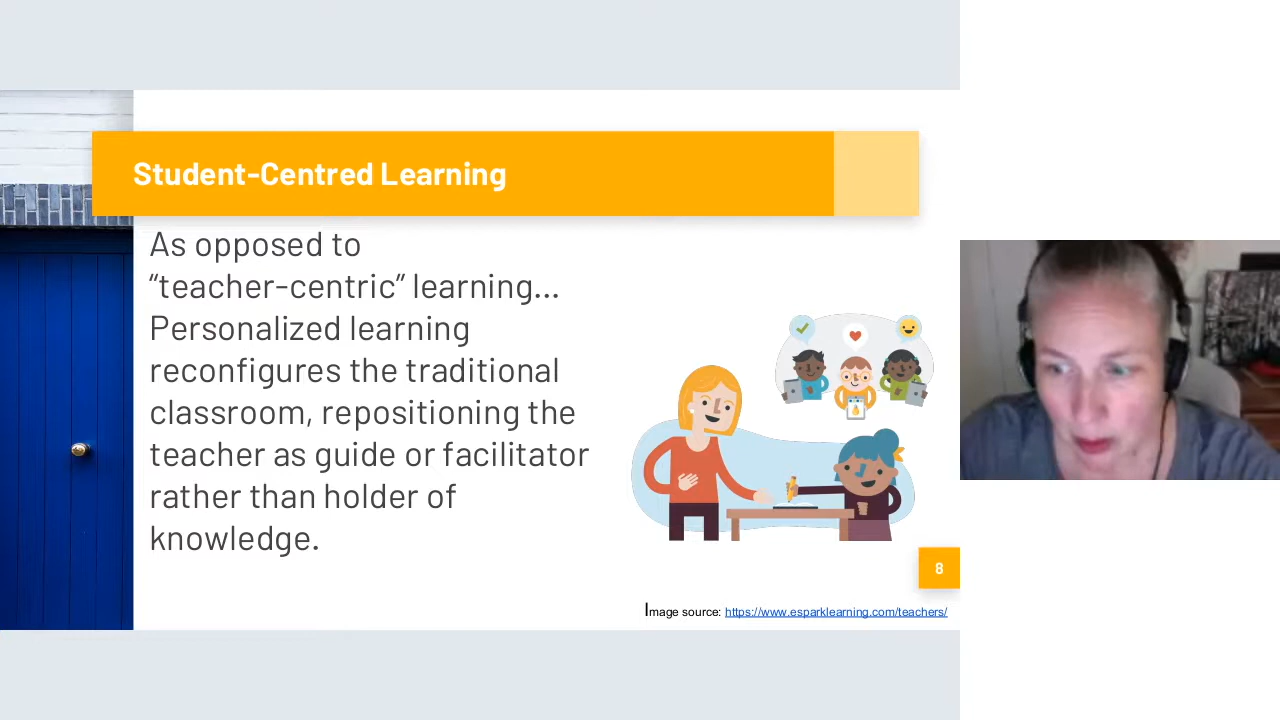 Student-Centred Learning
As opposed to
“teacher-centric” learning...
Personalized learning
reconfigures the traditional
classroom, repositioning the
teacher as guide or facilitator
rather than holder of
knowledge.
8
Image source: https://www.esparklearning.com/teachers/